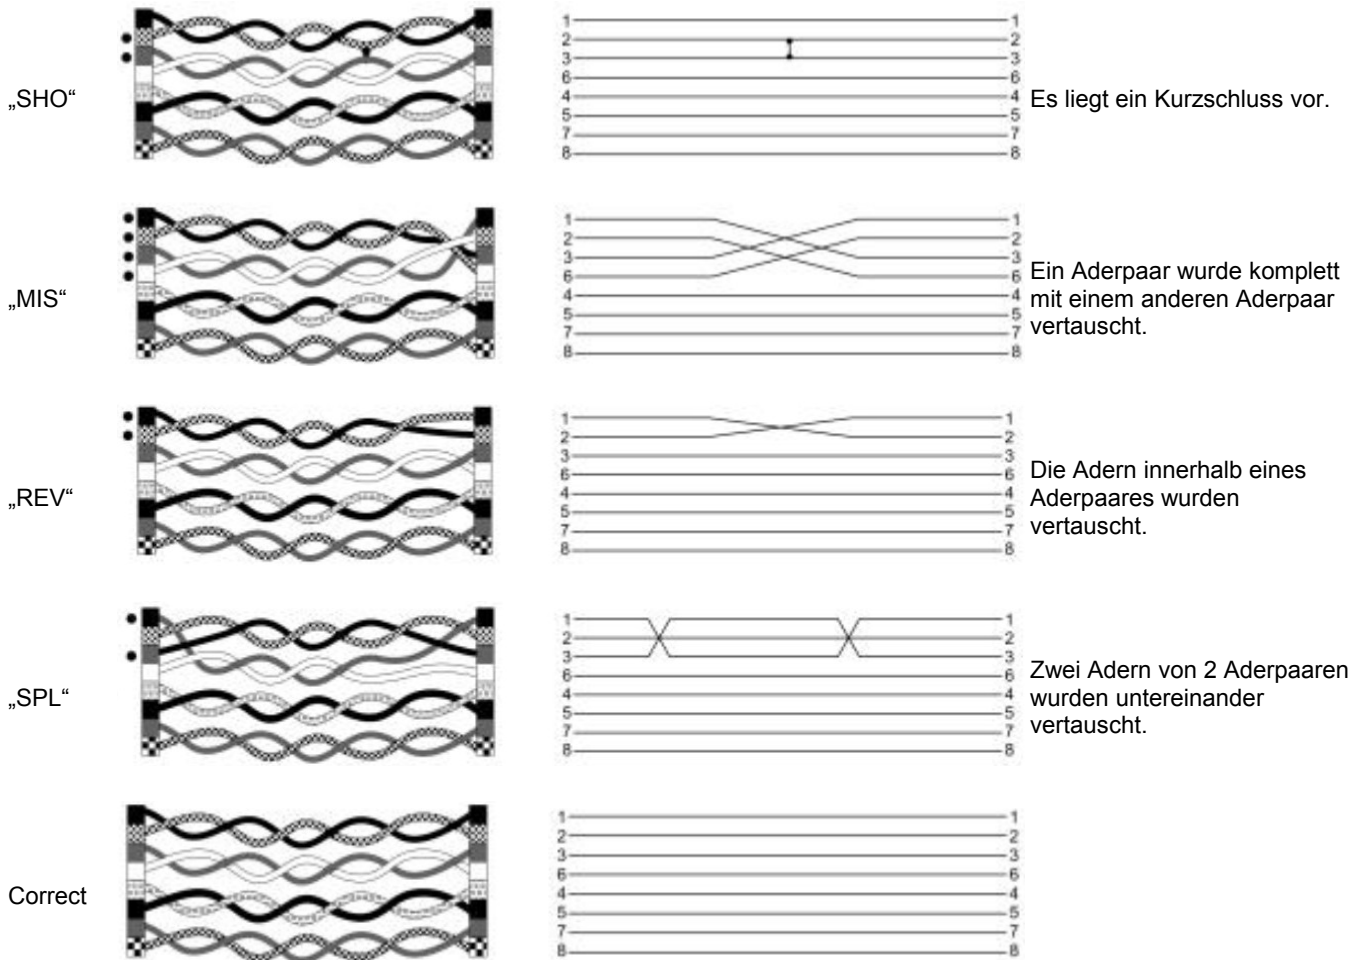 „SHO“
1 1
2 2
3 3
6 6
4 4
5 5
7 7
8 8
Es liegt ein Kurzschluss vor.
„MIS“
1 1
2 2
3 3
6 6
4 4
5 5
7 7
8 8
Ein Aderpaar wurde komplett
mit einem anderen Aderpaar
vertauscht.
„REV“
1 1
2 2
3 3
6 6
4 4
5 5
7 7
8 8
Die Adern innerhalb eines
Aderpaares wurden
vertauscht.
„SPL“
1 1
2 2
3 3
6 6
4 4
5 5
7 7
8 8
Zwei Adern von 2 Aderpaaren
wurden untereinander
vertauscht.
Correct
1 1
2 2
3 3
6 6
4 4
5 5
7 7
8 8